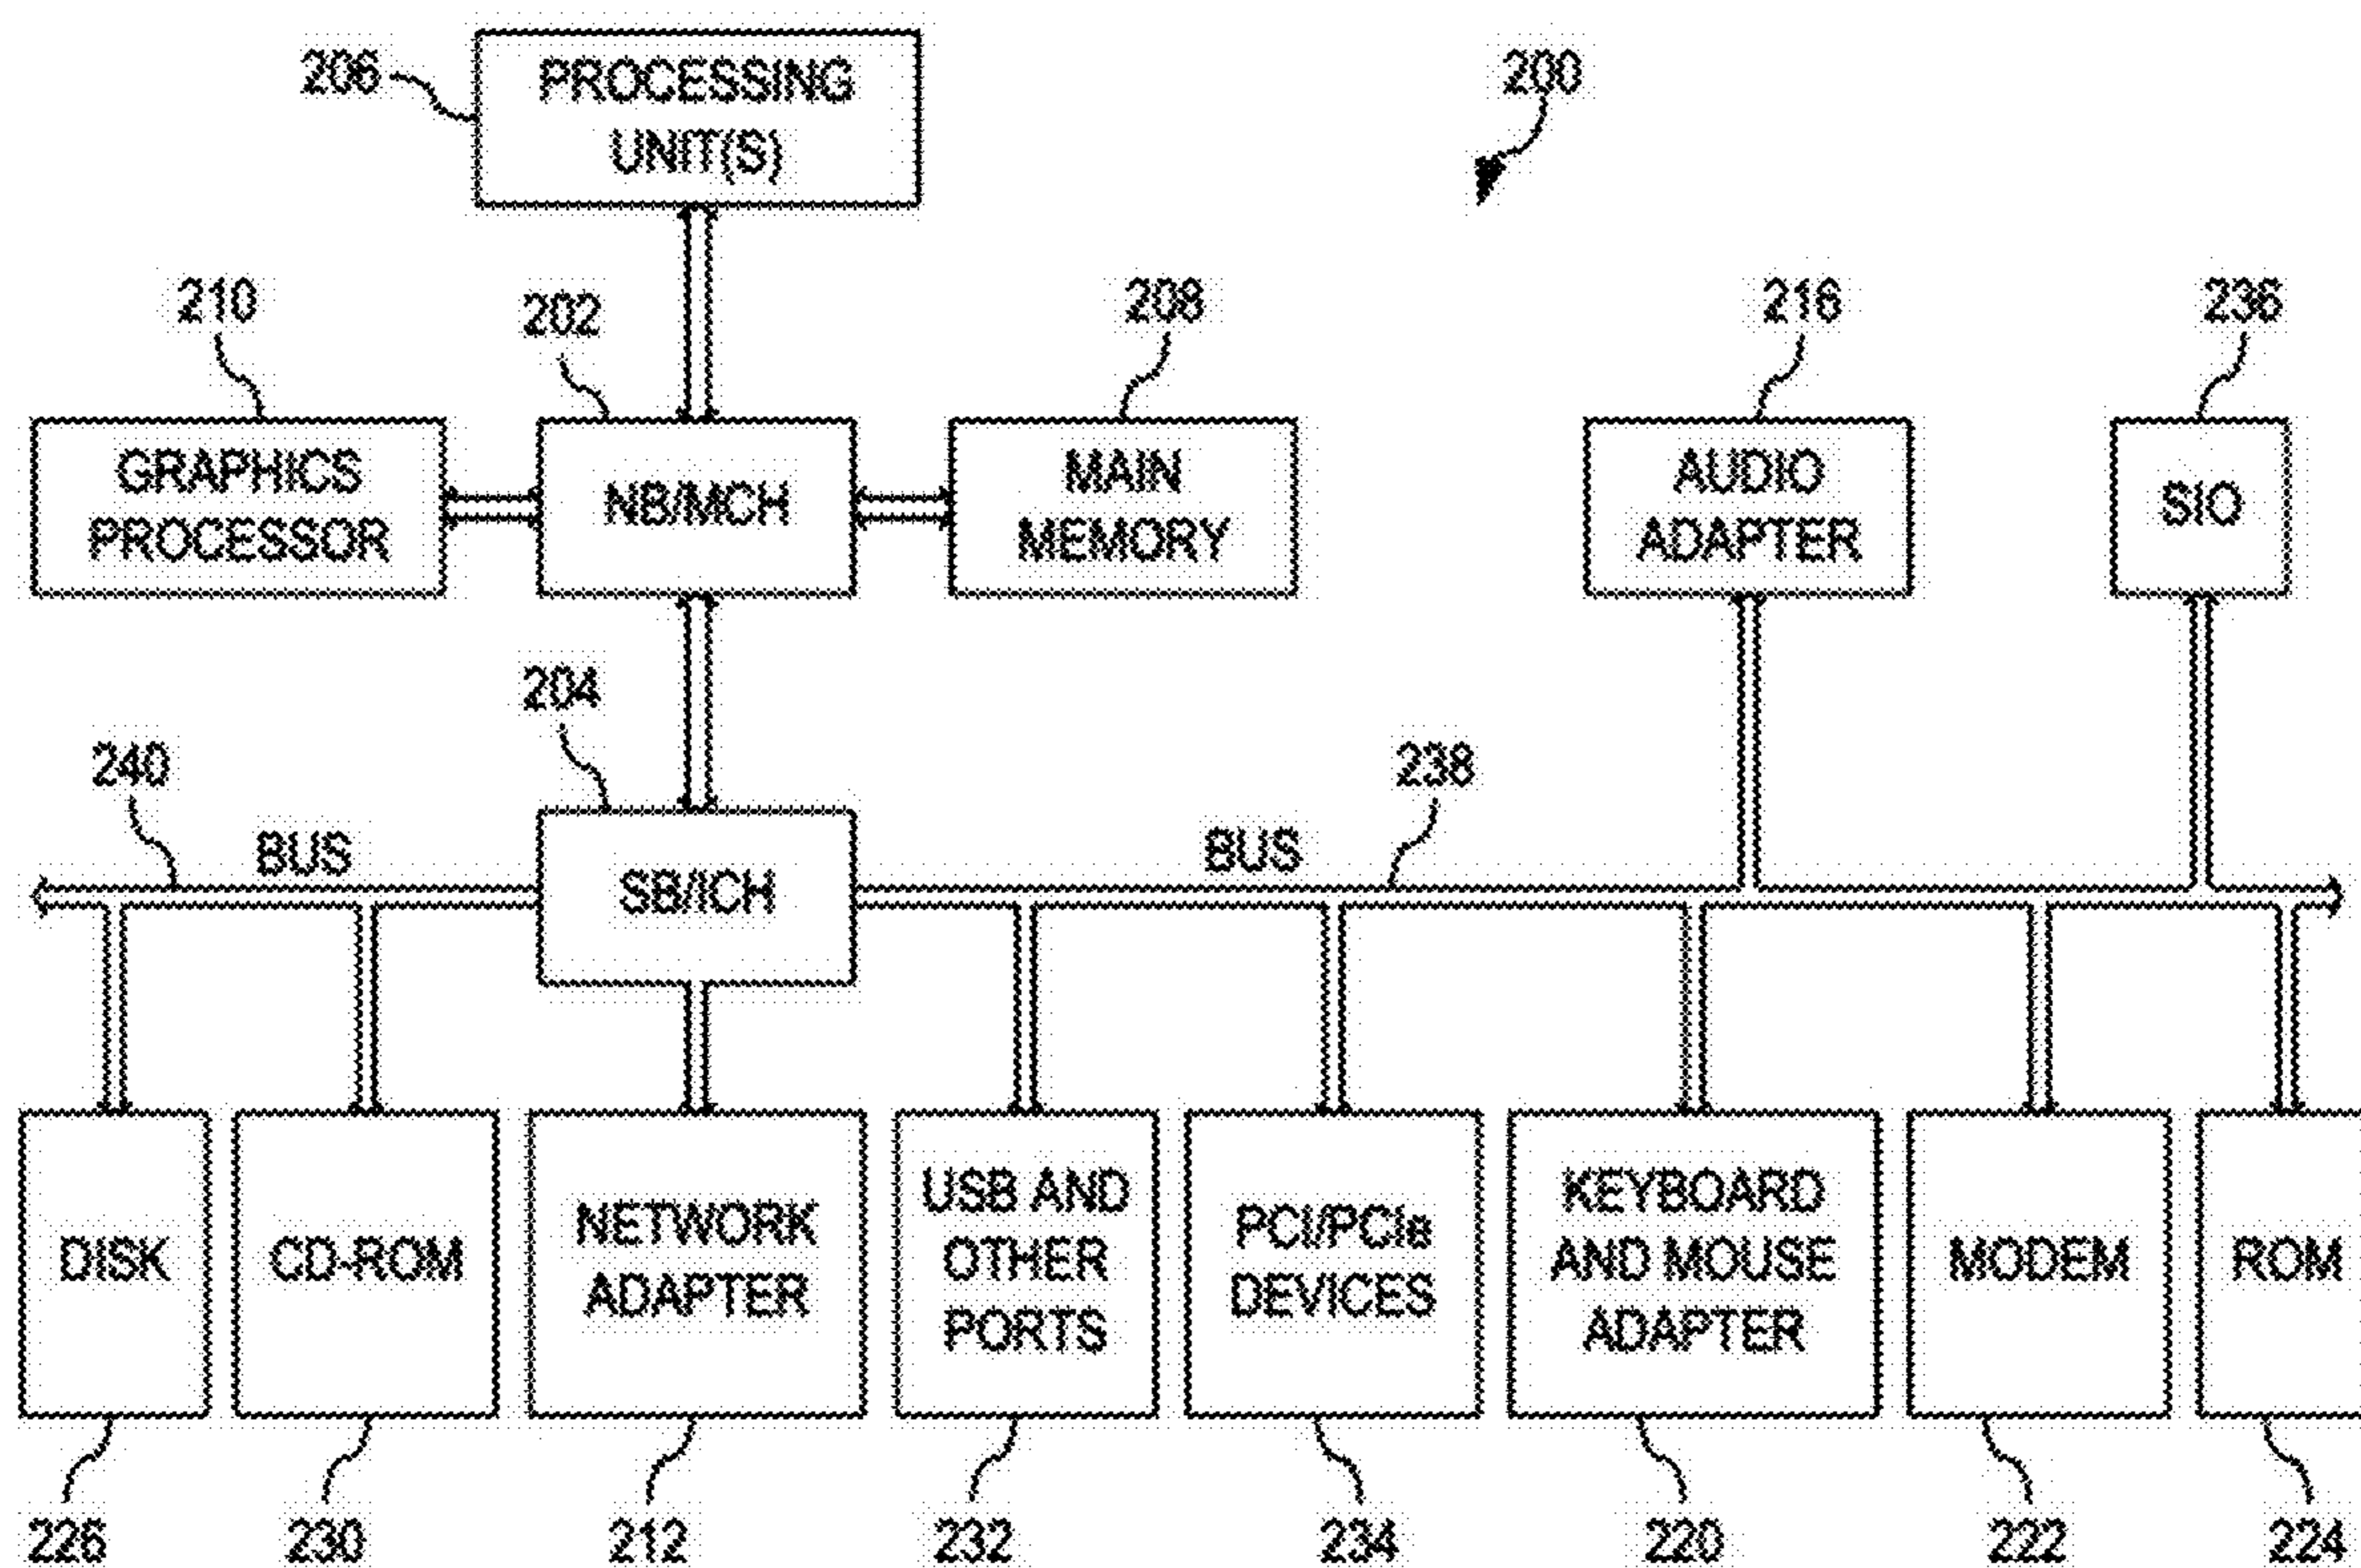 206
PROCESSING
UNIT(S)
200
210
202
208
216
236
GRAPHICS
PROCESSOR
NB/MCH
MAIN
MEMORY
AUDIO
ADAPTER
SIO
204
240
238
BUS
BUS
SB/ICH
DISK
CD-ROM
NETWORK
ADAPTER
USB AND
OTHER
PORTS
PCI/PCIe
DEVICES
KEYBOARD
AND MOUSE
ADAPTER
MODEM
ROM
226
230
212
232
234
220
222
224